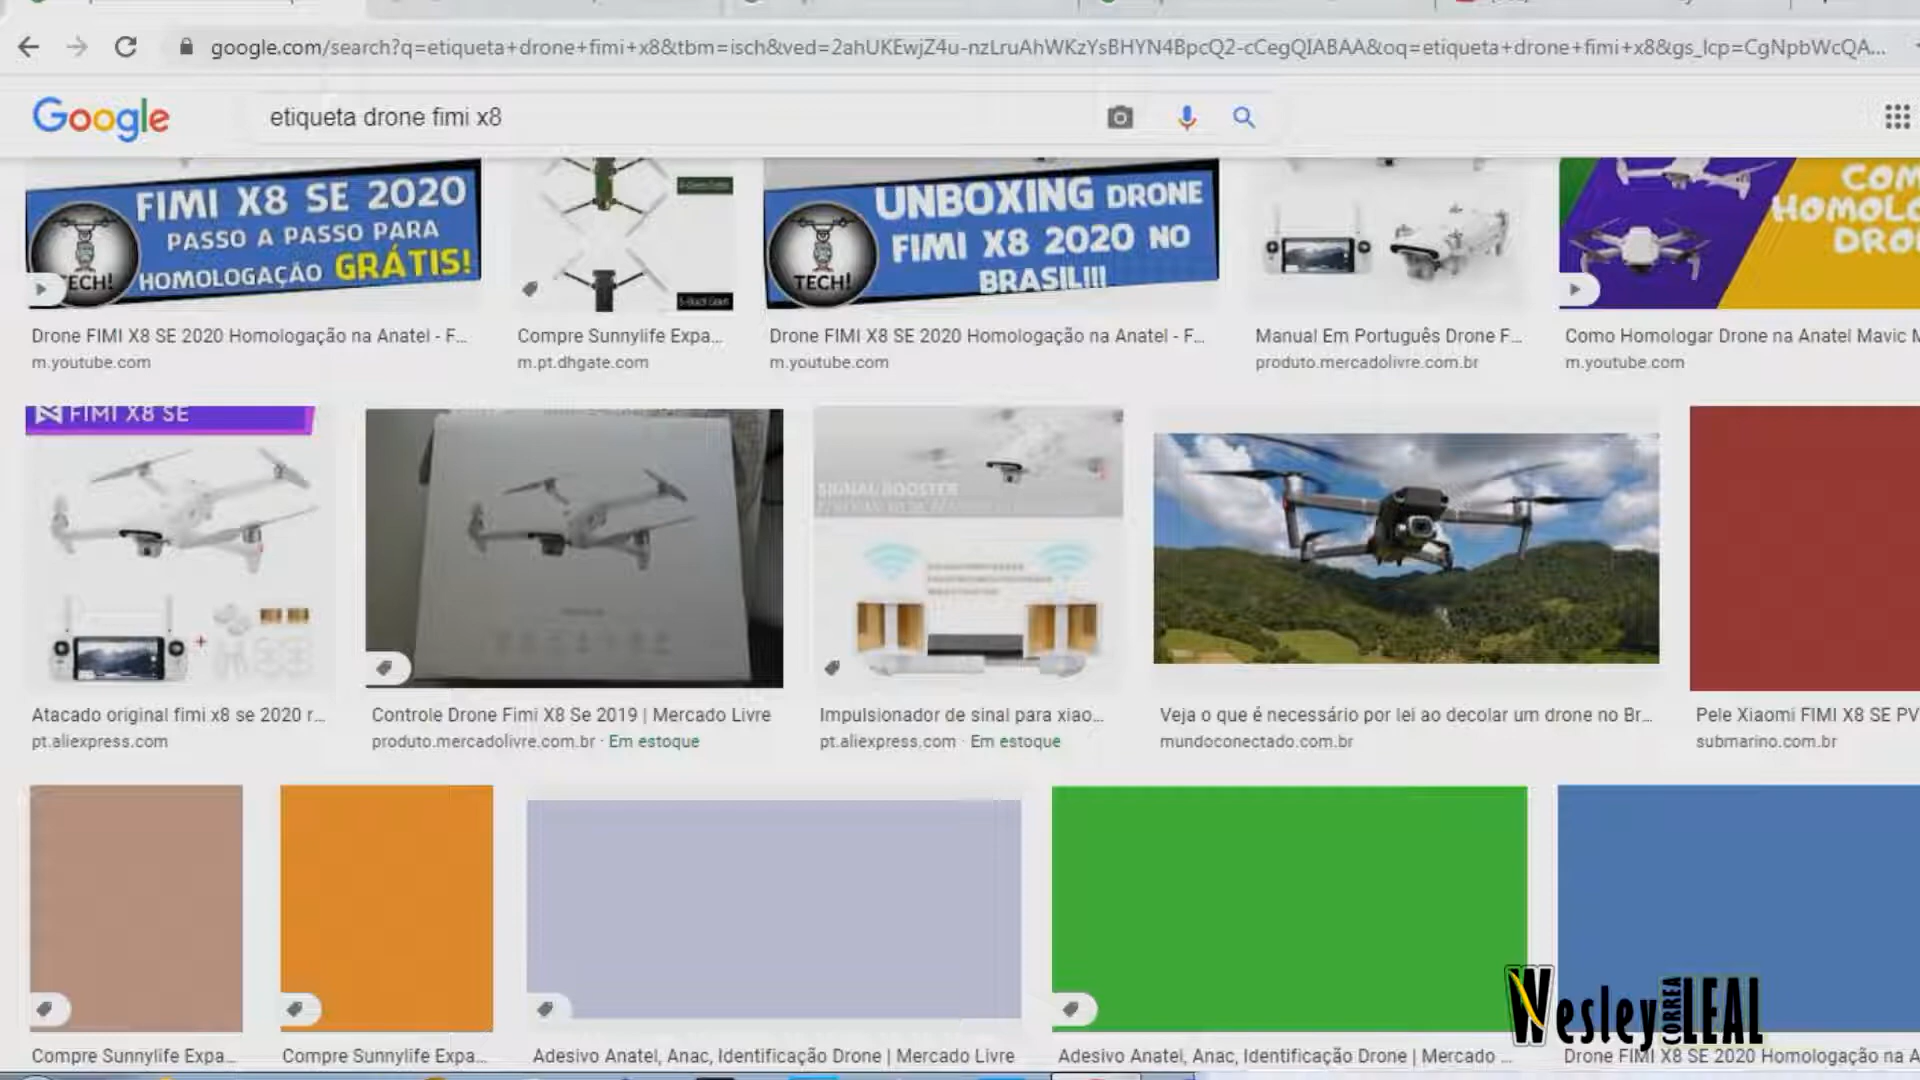 google.com/search?q=etiqueta+drone+fimi+x8&tbm=isch&ved=2ahUKEwjZ4u-nzLruAhWKzYsBHYN4BpcQ2-cCegQIABAA&oq=etiqueta+drone+fimi+x8&gs_lcp=CgNpbWcQA...
Google
etiqueta drone fimi x8
FIMI X8 SE 2020
PASSO A PASSO PARA
HOMOLOGAÇÃO GRÁTIS!
ECH!
UNBOXING DRONE
FIMI X8 2020 NO
BRASIL!!!
TECH!
COM
HOMOLO
DRO
Drone FIMI X8 SE 2020 Homologação na Anatel - F...
m.youtube.com
Compre Sunnylife Expa...
m.pt.dhgate.com
Drone FIMI X8 SE 2020 Homologação na Anatel - F...
m.youtube.com
Manual Em Português Drone F...
produto.mercadolivre.com.br
Como Homologar Drone na Anatel Mavic M
m.youtube.com
FIMI X8 SE
SIGNAL BOOSTER
Atacado original fimi x8 se 2020 r...
pt.aliexpress.com
Controle Drone Fimi X8 Se 2019 | Mercado Livre
produto.mercadolivre.com.br · Em estoque
Impulsionador de sinal para xiao...
pt.aliexpress.com · Em estoque
Veja o que é necessário por lei ao decolar um drone no Br...
mundoconectado.com.br
Pele Xiaomi FIMI X8 SE PV
submarino.com.br
Compre Sunnylife Expa...
Compre Sunnylife Expa...
Adesivo Anatel, Anac, Identificação Drone | Mercado Livre
Adesivo Anatel, Anac, Identificação Drone | Mercado ...
Drone FIMI X8 SE 2020 Homologação na A
Wesley CORREA LEAL